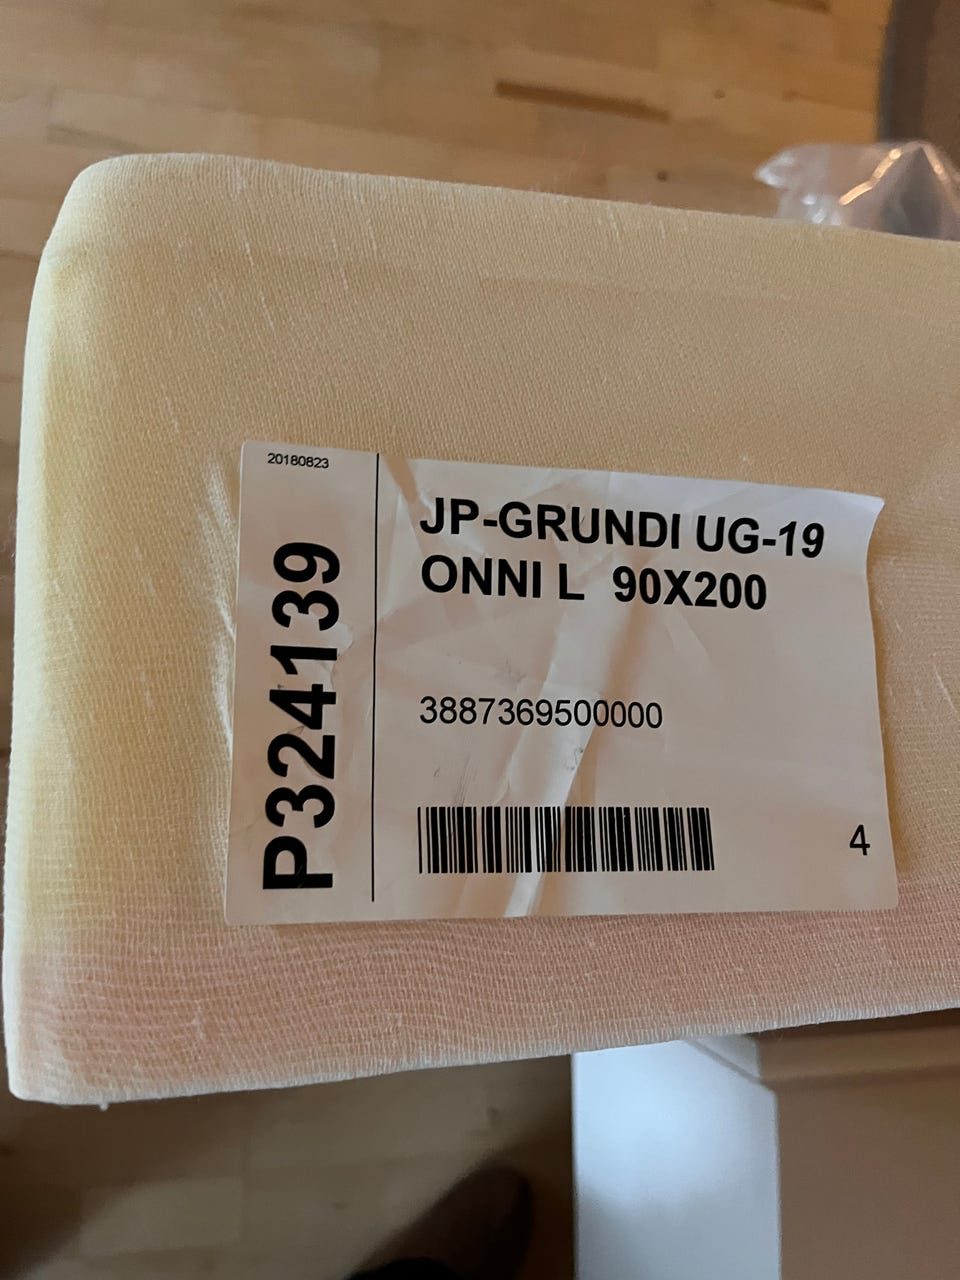 20180823
P324139
JP-GRUNDI UG-19
ONNI L 90X200
3887369500000
4